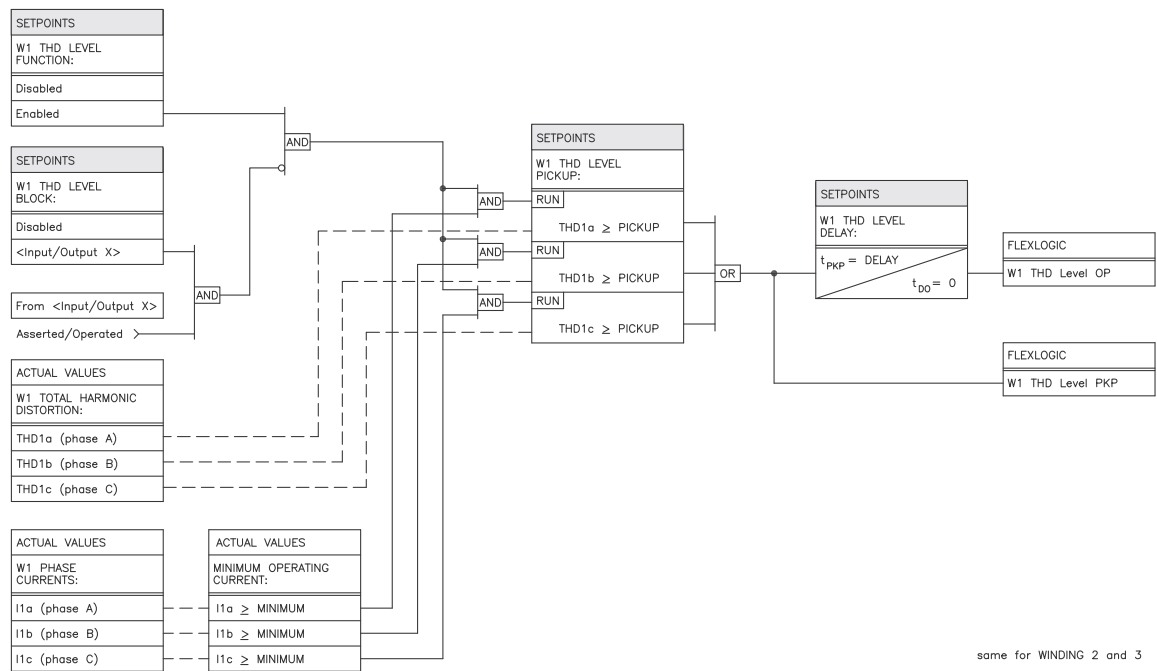 SETPOINTS
W1 THD LEVEL
FUNCTION:
Disabled
Enabled
AND
SETPOINTS
W1 THD LEVEL
BLOCK:
Disabled
<Input/Output X>
AND
From <Input/Output X>
Asserted/Operated
ACTUAL VALUES
W1 TOTAL HARMONIC
DISTORTION:
THD1a (phase A)
THD1b (phase B)
THD1c (phase C)
ACTUAL VALUES
W1 PHASE
CURRENTS:
I1a (phase A)
I1b (phase B)
I1c (phase C)
ACTUAL VALUES
MINIMUM OPERATING
CURRENT:
I1a ≥ MINIMUM
I1b ≥ MINIMUM
I1c ≥ MINIMUM
SETPOINTS
W1 THD LEVEL
PICKUP:
AND RUN
THD1a ≥ PICKUP
AND RUN
THD1b ≥ PICKUP
AND RUN
THD1c ≥ PICKUP
OR
SETPOINTS
W1 THD LEVEL
DELAY:
tPKP = DELAY
tDO = 0
FLEXLOGIC
W1 THD Level OP
FLEXLOGIC
W1 THD Level PKP
same for WINDING 2 and 3